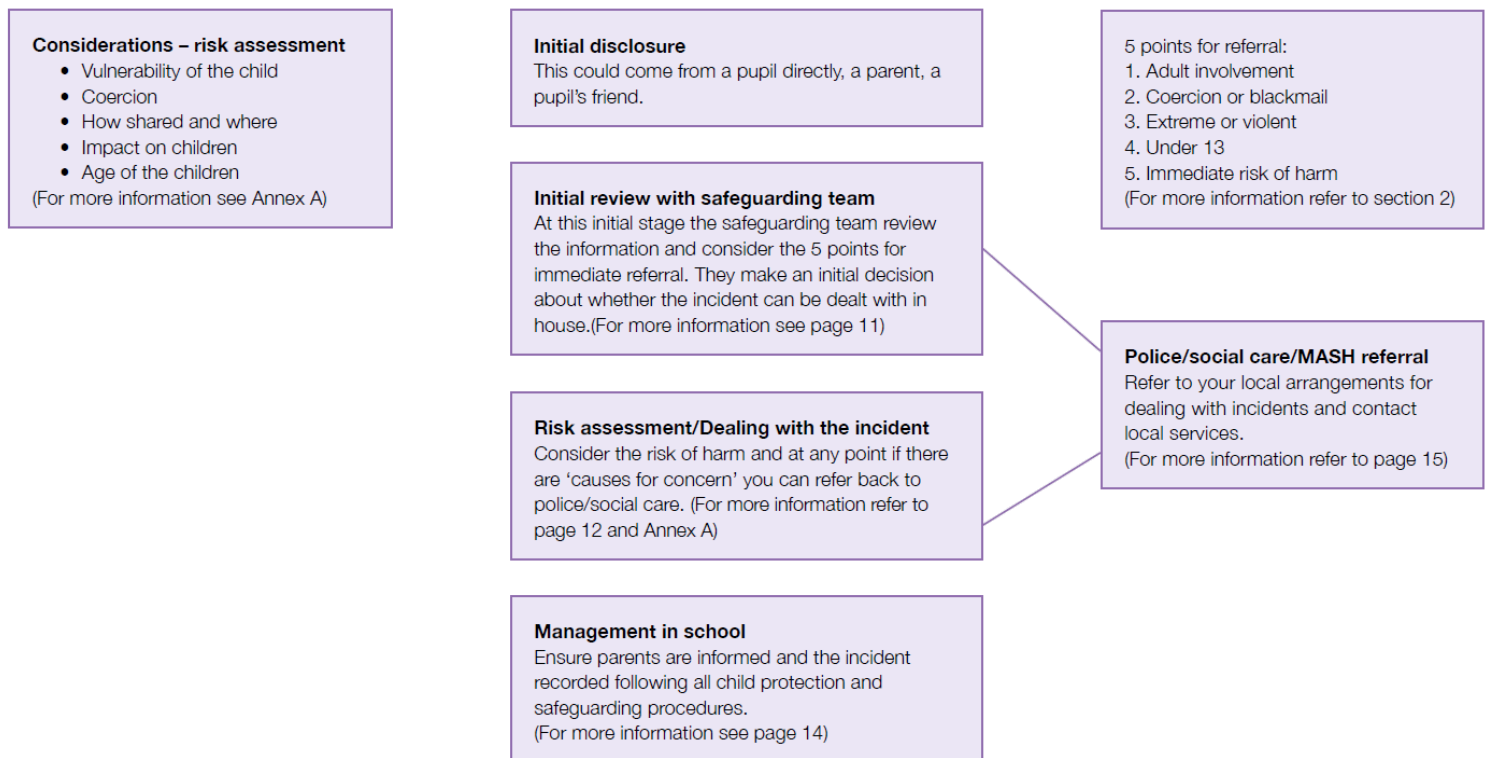 Considerations – risk assessment
• Vulnerability of the child
• Coercion
• How shared and where
• Impact on children
• Age of the children
(For more information see Annex A)
Initial disclosure
This could come from a pupil directly, a parent, a
pupil's friend.
5 points for referral:
1. Adult involvement
2. Coercion or blackmail
3. Extreme or violent
4. Under 13
5. Immediate risk of harm
(For more information refer to section 2)
Initial review with safeguarding team
At this initial stage the safeguarding team review
the information and consider the 5 points for
immediate referral. They make an initial decision
about whether the incident can be dealt with in
house.(For more information see page 11)
Police/social care/MASH referral
Refer to your local arrangements for
dealing with incidents and contact
local services.
(For more information refer to page 15)
Risk assessment/Dealing with the incident
Consider the risk of harm and at any point if there
are 'causes for concern' you can refer back to
police/social care. (For more information refer to
page 12 and Annex A)
Management in school
Ensure parents are informed and the incident
recorded following all child protection and
safeguarding procedures.
(For more information see page 14)